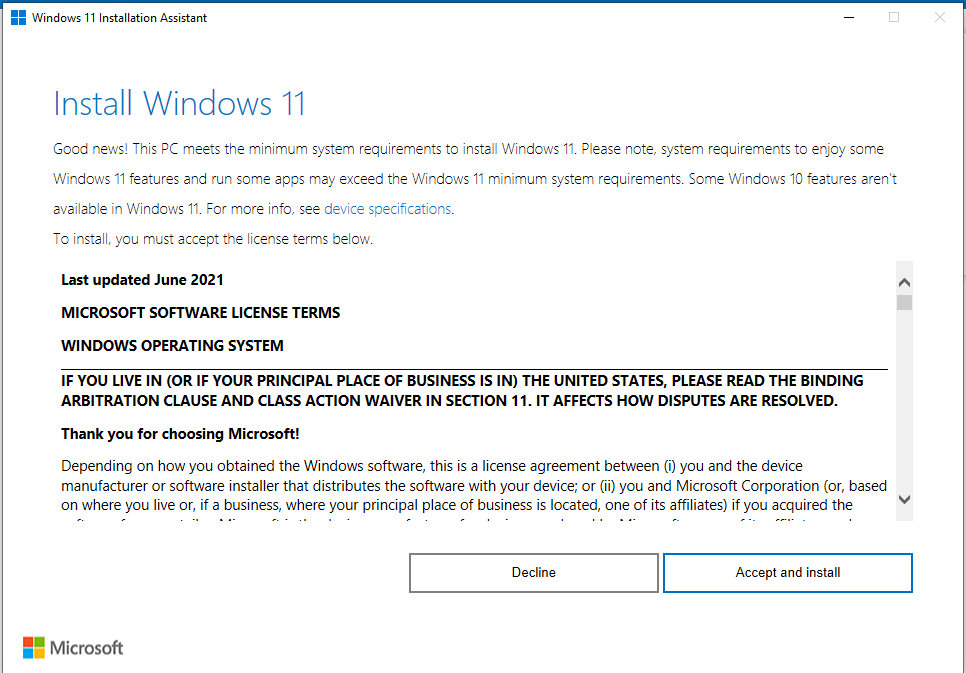 Windows 11 Installation Assistant
Install Windows 11
Good news! This PC meets the minimum system requirements to install Windows 11. Please note, system requirements to enjoy some
Windows 11 features and run some apps may exceed the Windows 11 minimum system requirements. Some Windows 10 features aren't
available in Windows 11. For more info, see device specifications.
To install, you must accept the license terms below.
Last updated June 2021
MICROSOFT SOFTWARE LICENSE TERMS
WINDOWS OPERATING SYSTEM
IF YOU LIVE IN (OR IF YOUR PRINCIPAL PLACE OF BUSINESS IS IN) THE UNITED STATES, PLEASE READ THE BINDING
ARBITRATION CLAUSE AND CLASS ACTION WAIVER IN SECTION 11. IT AFFECTS HOW DISPUTES ARE RESOLVED.
Thank you for choosing Microsoft!
Depending on how you obtained the Windows software, this is a license agreement between (i) you and the device
manufacturer or software installer that distributes the software with your device; or (ii) you and Microsoft Corporation (or, based
on where you live or, if a business, where your principal place of business is located, one of its affiliates) if you acquired the
Decline
Accept and install
Microsoft